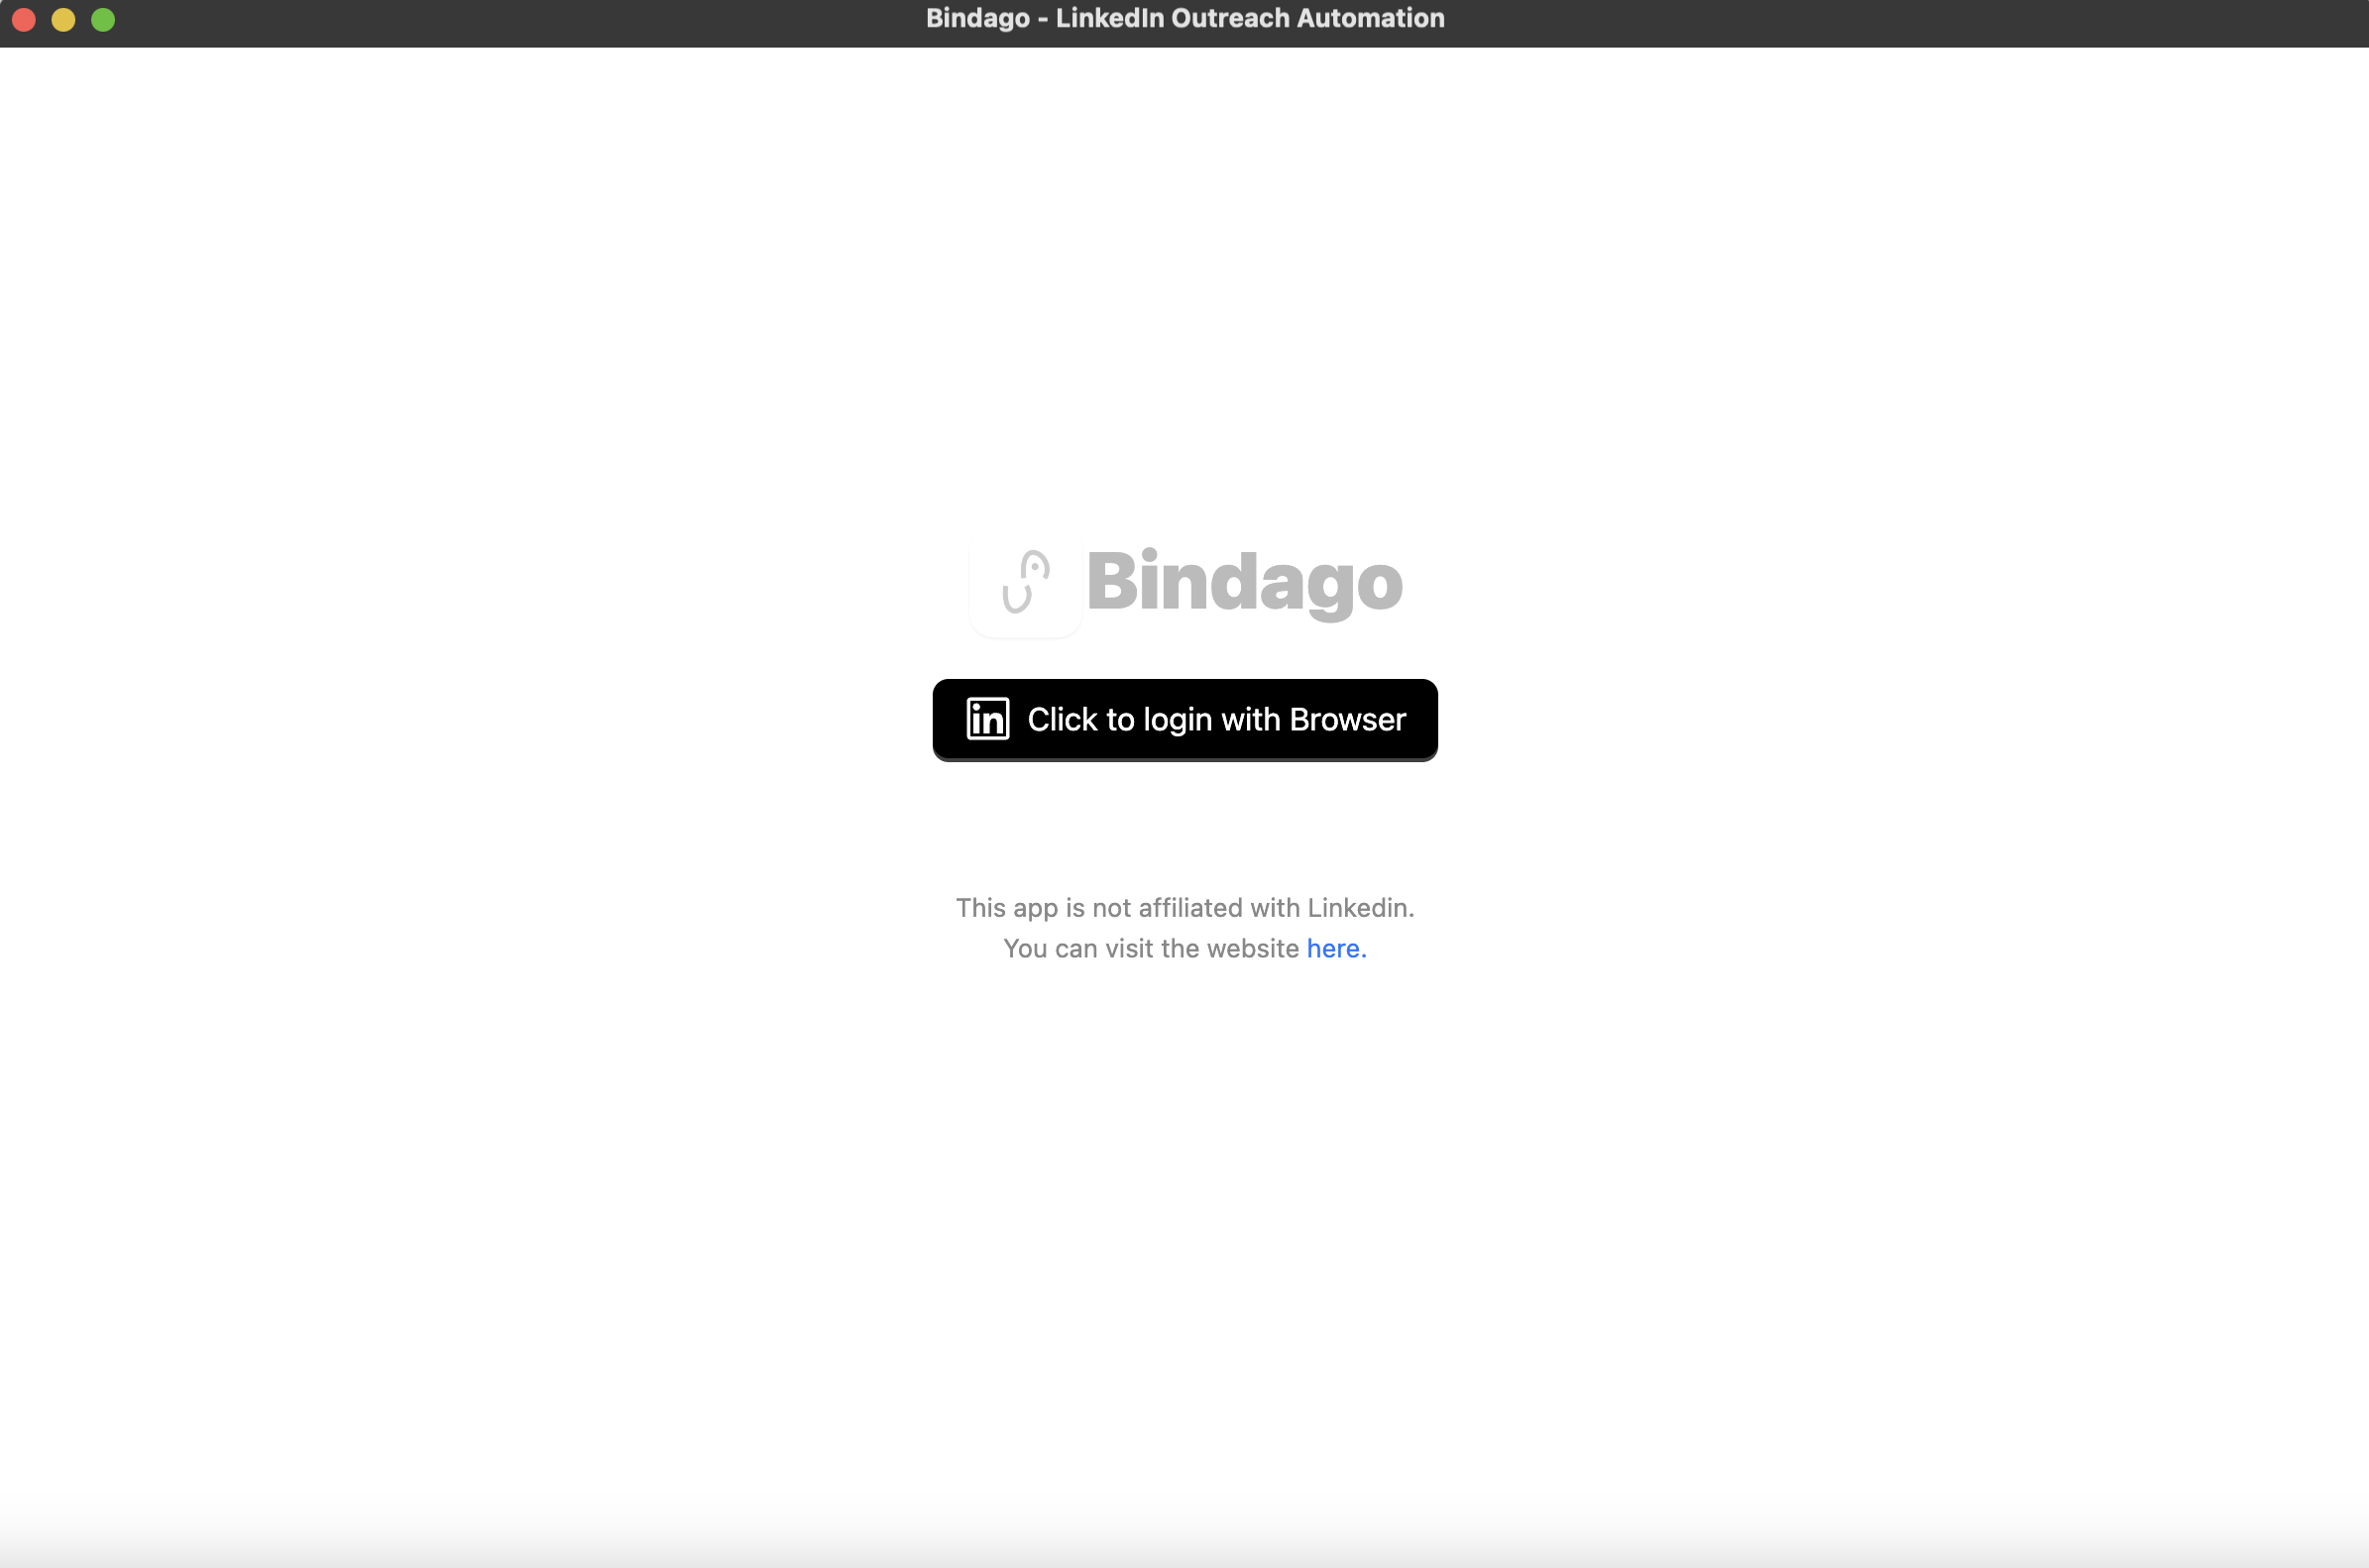 Bindago - LinkedIn Outreach Automation
Bindago
in Click to login with Browser
This app is not affiliated with Linkedin.
You can visit the website here.